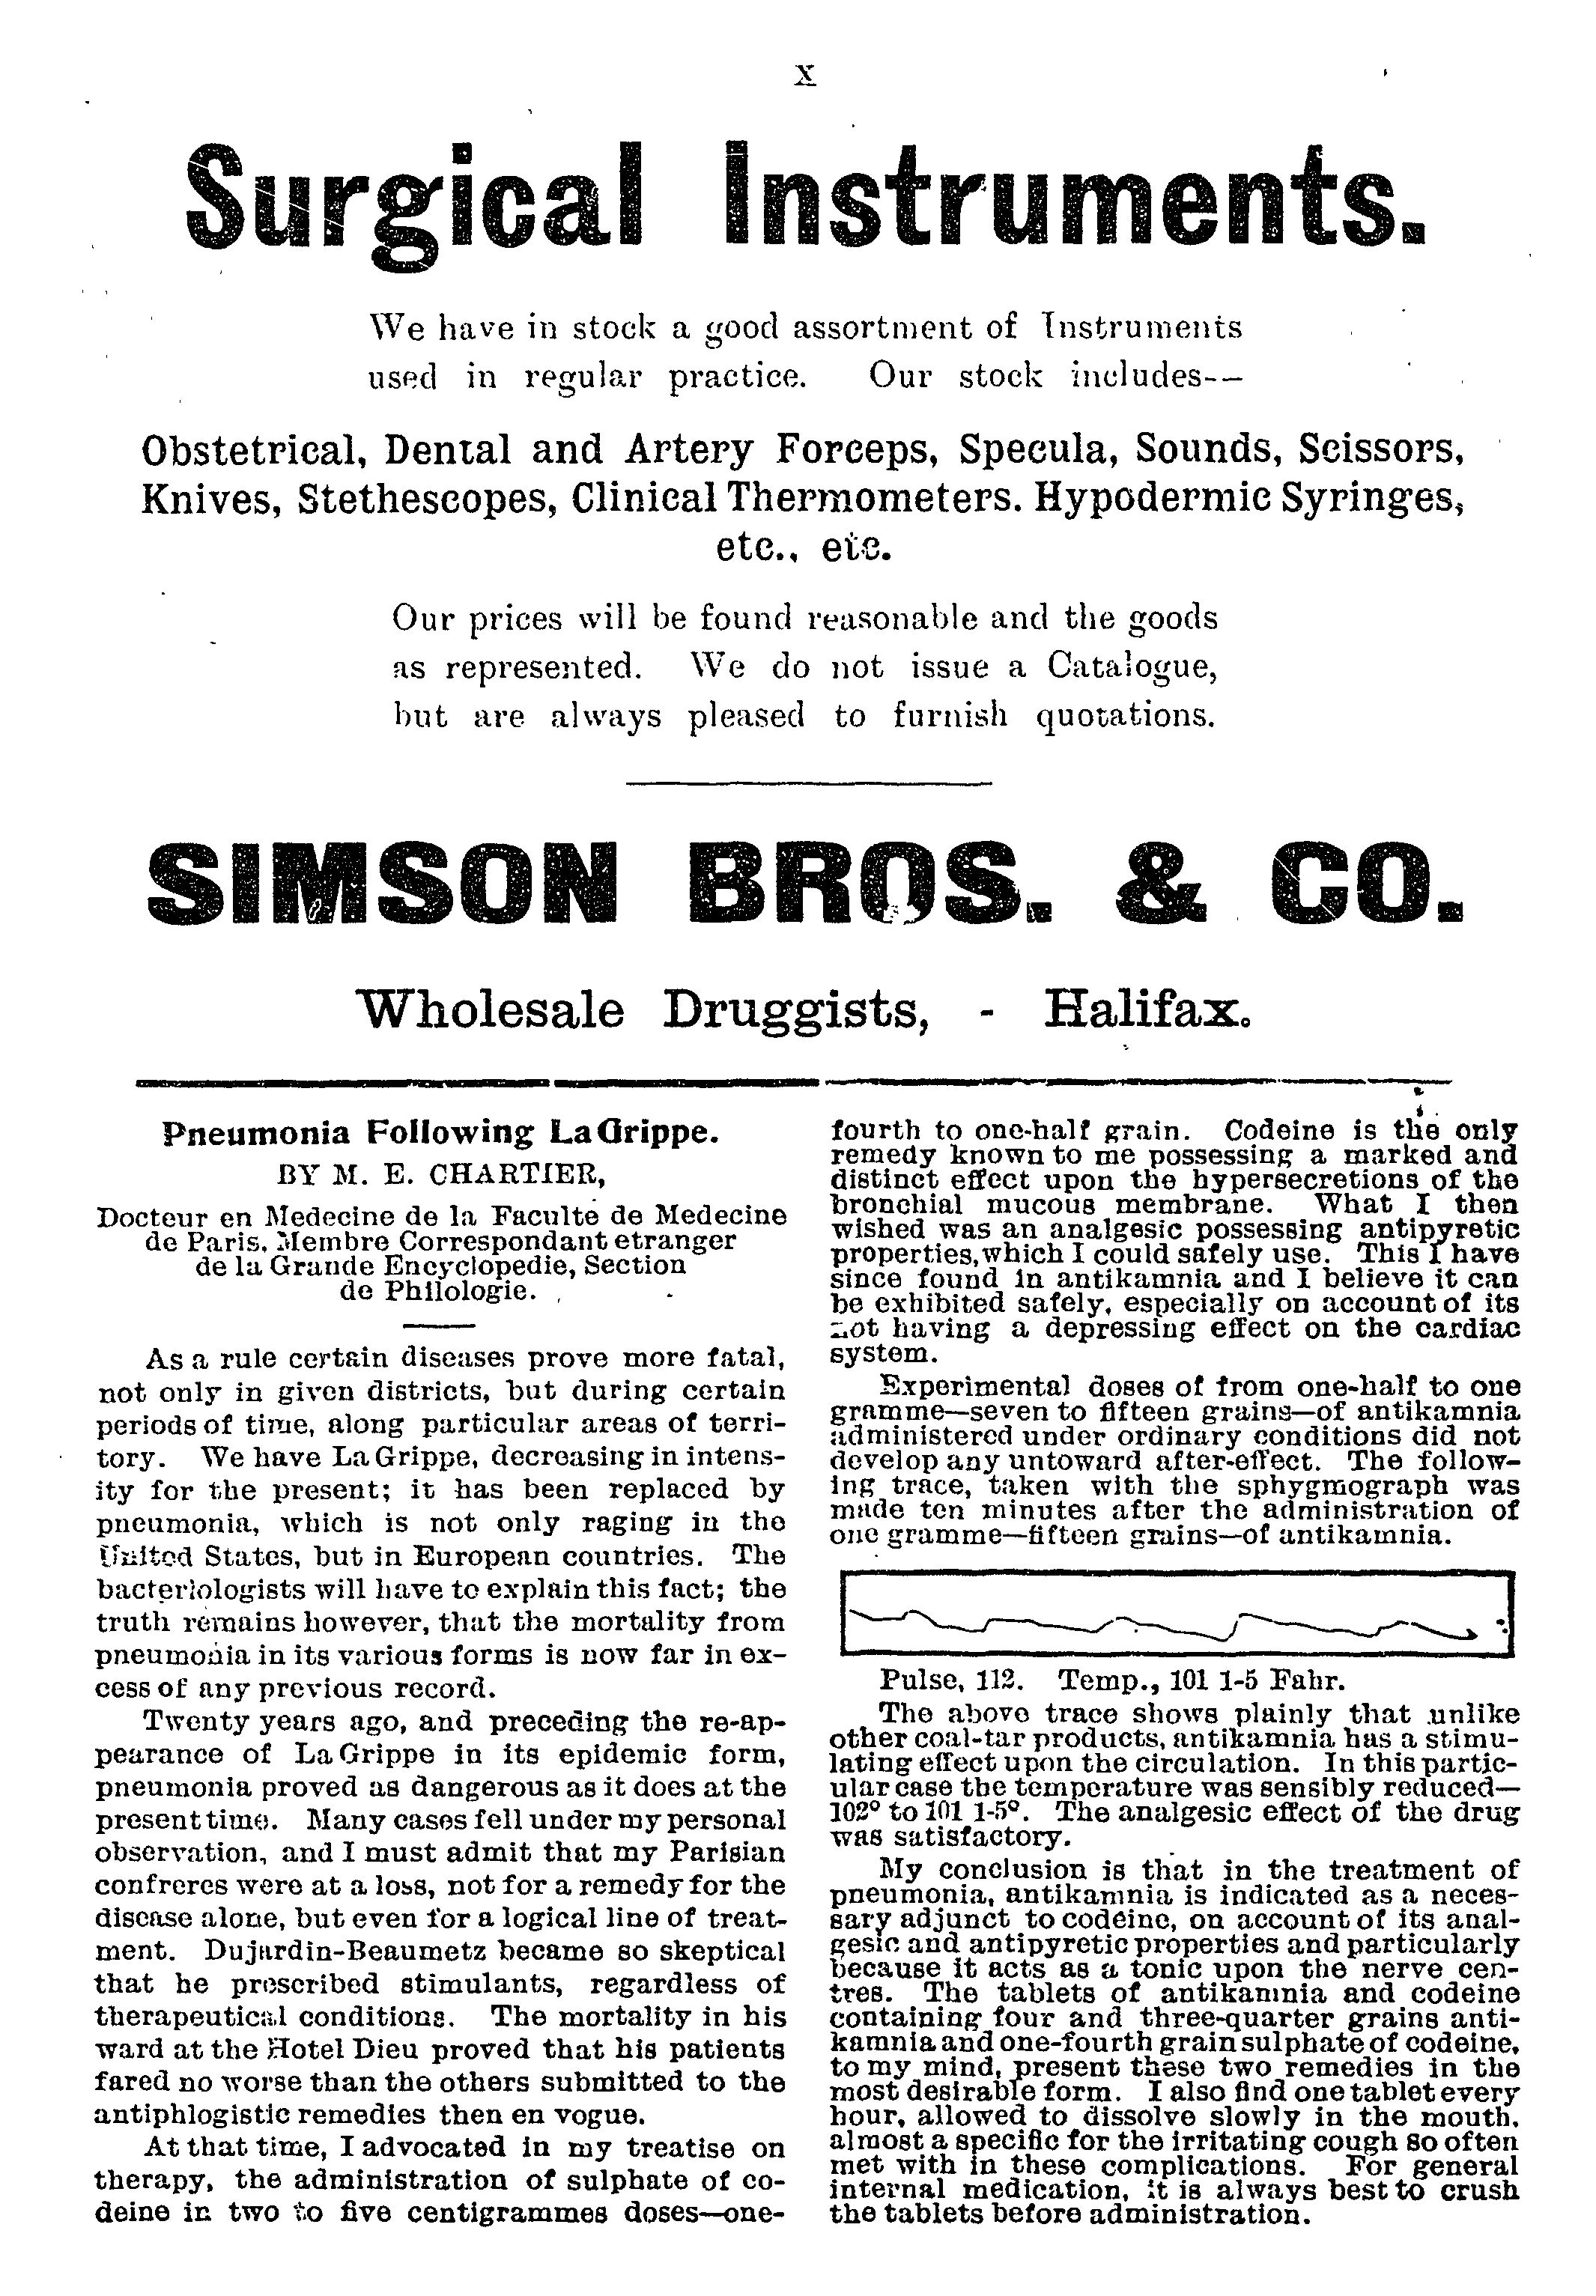 X
Surgical Instruments.
We have in stock a good assortment of Instruments
used in regular practice. Our stock includes--
Obstetrical, Dental and Artery Forceps, Specula, Sounds, Scissors,
Knives, Stethescopes, Clinical Thermometers. Hypodermic Syringes,
etc., etc.
Our prices will be found reasonable and the goods
as represented. We do not issue a Catalogue,
but are always pleased to furnish quotations.
SIMSON BROS. & CO.
Wholesale Druggists, - Halifax.
Pneumonia Following LaGrippe.
BY M. E. CHARTIER,
Docteur en Medecine de la Faculté de Medecine
de Paris, Membre Correspondant etranger
de la Grande Encyclopedie, Section
de Philologie.
As a rule certain diseases prove more fatal,
not only in given districts, but during certain
periods of time, along particular areas of terri-
tory. We have LaGrippe, decreasing in intens-
ity for the present; it has been replaced by
pneumonia, which is not only raging in the
United States, but in European countries. The
bacteriologists will have to explain this fact; the
truth remains however, that the mortality from
pneumonia in its various forms is now far in ex-
cess of any previous record.
Twenty years ago, and preceding the re-ap-
pearance of LaGrippe in its epidemic form,
pneumonia proved as dangerous as it does at the
present time. Many cases fell under my personal
observation, and I must admit that my Parisian
confreres were at a loss, not for a remedy for the
disease alone, but even for a logical line of treat-
ment. Dujardin-Beaumetz became so skeptical
that he prescribed stimulants, regardless of
therapeutical conditions. The mortality in his
ward at the Hotel Dieu proved that his patients
fared no worse than the others submitted to the
antiphlogistic remedies then en vogue.
At that time, I advocated in my treatise on
therapy, the administration of sulphate of co-
deine in two to five centigrammes doses—one-
fourth to one-half grain. Codeine is the only
remedy known to me possessing a marked and
distinct effect upon the hypersecretions of the
bronchial mucous membrane. What I then
wished was an analgesic possessing antipyretic
properties, which I could safely use. This I have
since found in antikamnia and I believe it can
be exhibited safely, especially on account of its
not having a depressing effect on the cardiac
system.
Experimental doses of from one-half to one
gramme—seven to fifteen grains—of antikamnia
administered under ordinary conditions did not
develop any untoward after-effect. The follow-
ing trace, taken with the sphygmograph was
made ten minutes after the administration of
one gramme—fifteen grains—of antikamnia.
Pulse, 112. Temp., 101 1-5 Fahr.
The above trace shows plainly that unlike
other coal-tar products, antikamnia has a stimu-
lating effect upon the circulation. In this partic-
ular case the temperature was sensibly reduced—
102° to 101 1-5°. The analgesic effect of the drug
was satisfactory.
My conclusion is that in the treatment of
pneumonia, antikamnia is indicated as a neces-
sary adjunct to codeine, on account of its anal-
gesic and antipyretic properties and particularly
because it acts as a tonic upon the nerve cen-
tres. The tablets of antikamnia and codeine
containing four and three-quarter grains anti-
kamnia and one-fourth grain sulphate of codeine,
to my mind, present these two remedies in the
most desirable form. I also find one tablet every
hour, allowed to dissolve slowly in the mouth,
almost a specific for the irritating cough so often
met with in these complications. For general
internal medication, it is always best to crush
the tablets before administration.